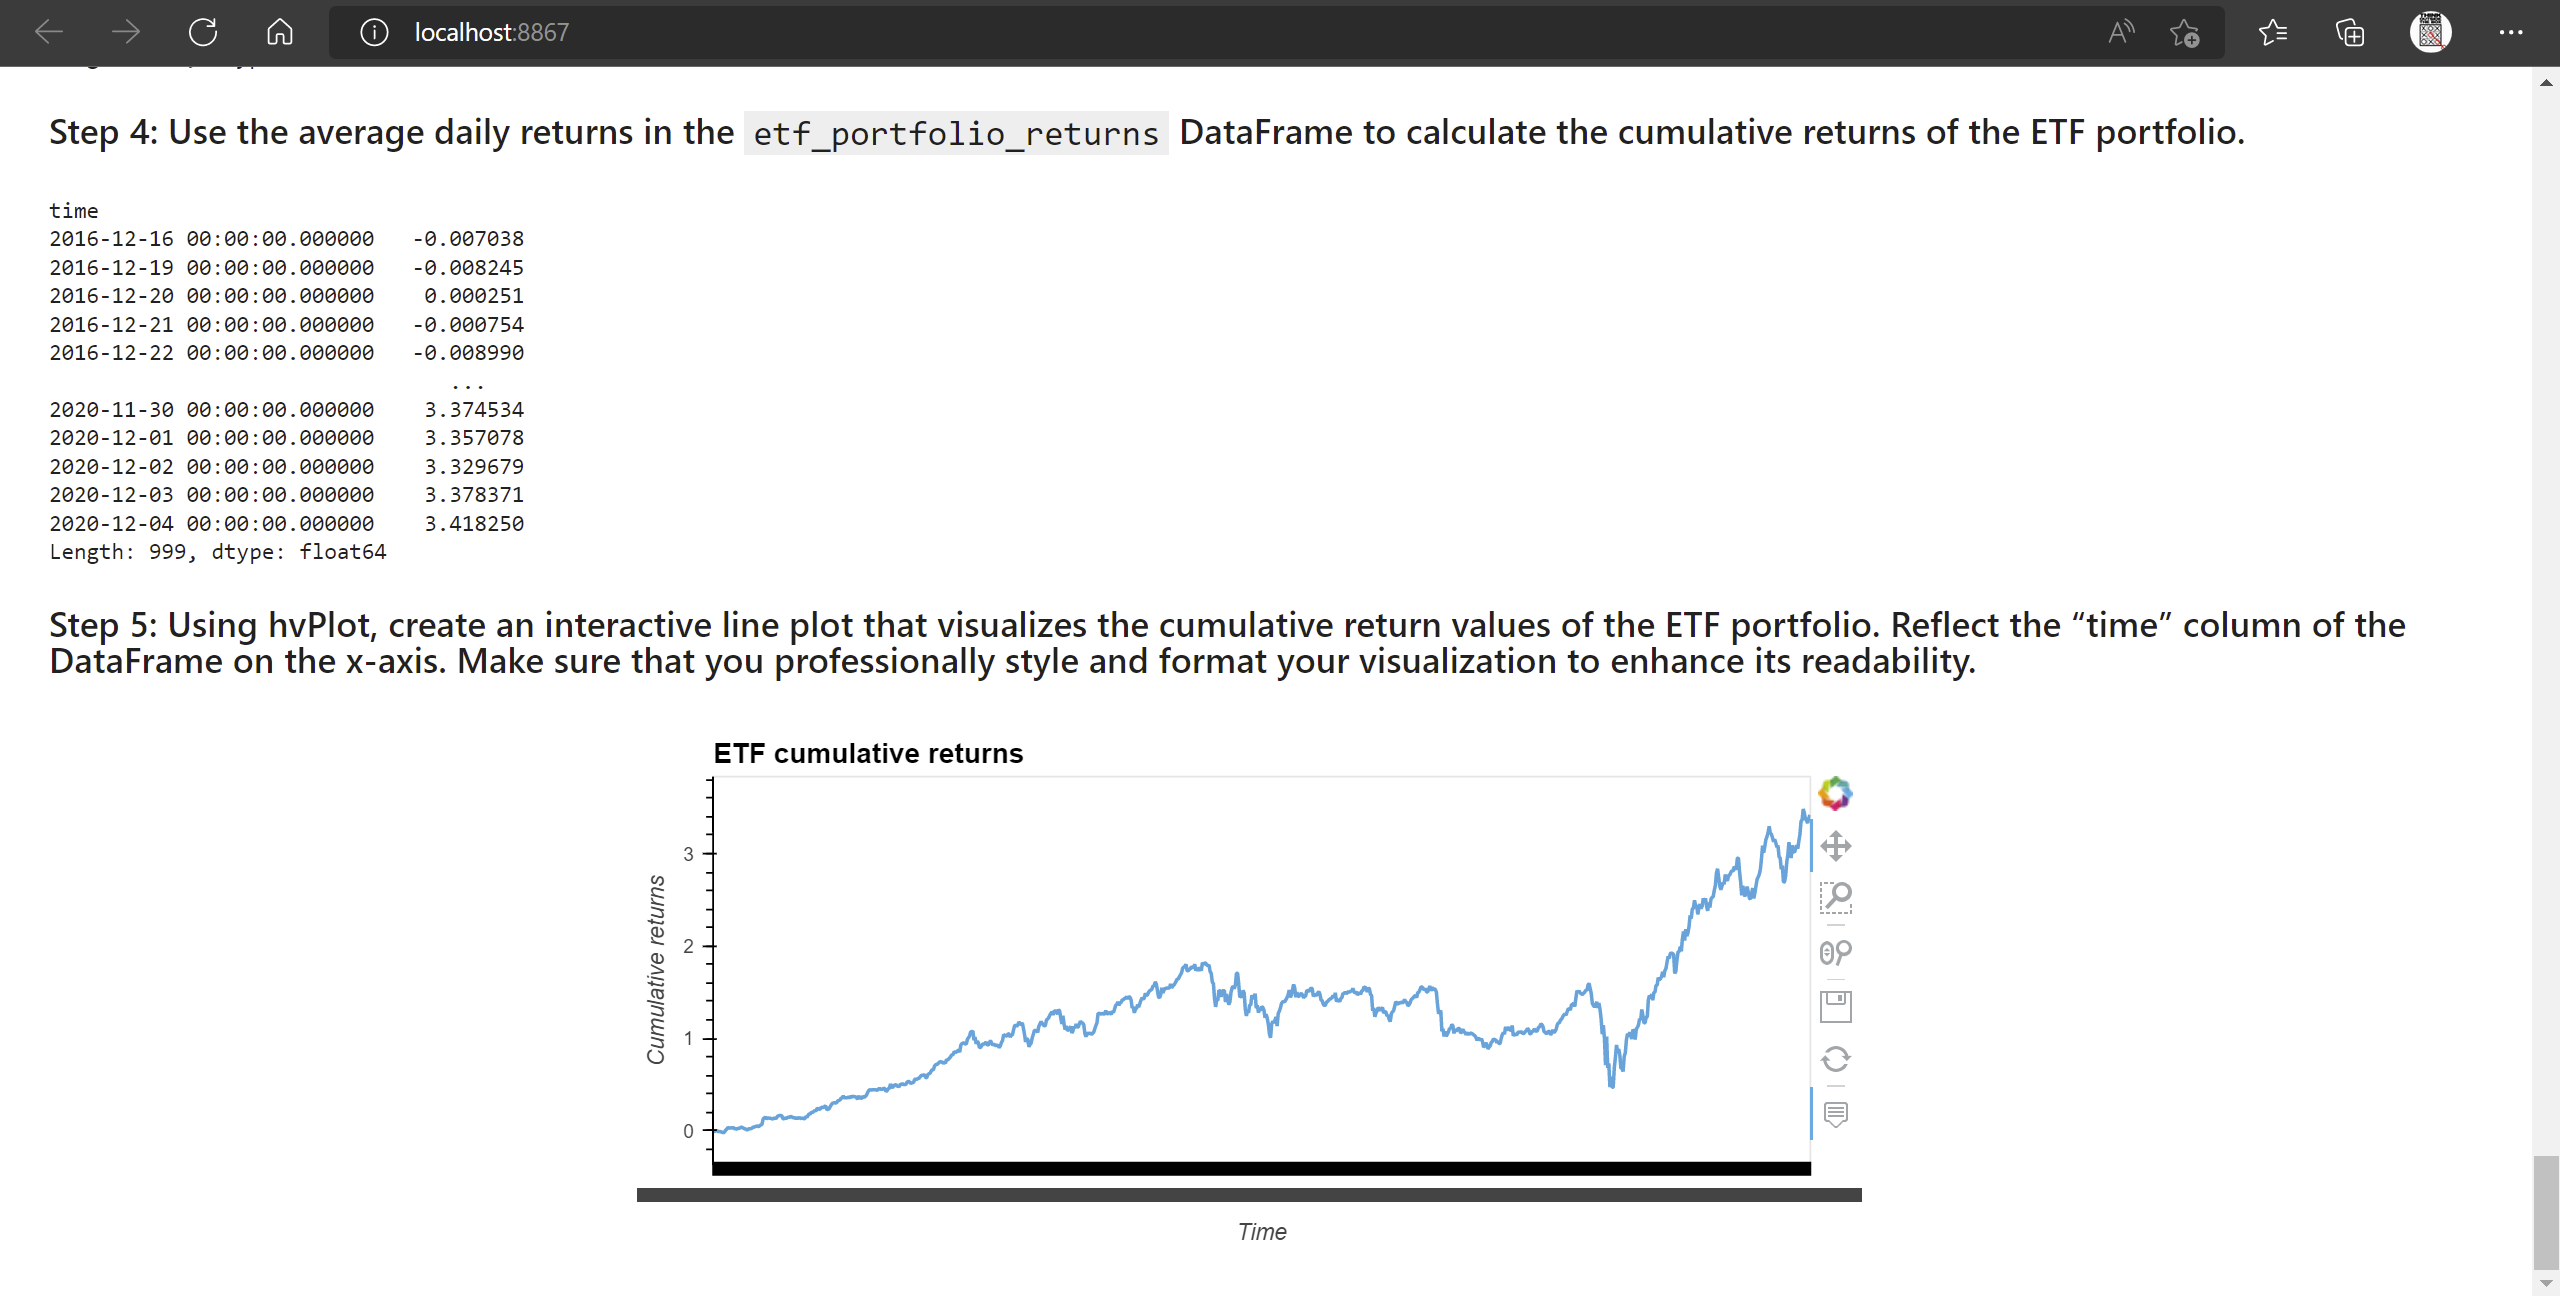 localhost:8867
Step 4: Use the average daily returns in the etf_portfolio_returns DataFrame to calculate the cumulative returns of the ETF portfolio.
time
2016-12-16 00:00:00.000000   -0.007038
2016-12-19 00:00:00.000000   -0.008245
2016-12-20 00:00:00.000000    0.000251
2016-12-21 00:00:00.000000   -0.000754
2016-12-22 00:00:00.000000   -0.008990
...
2020-11-30 00:00:00.000000    3.374534
2020-12-01 00:00:00.000000    3.357078
2020-12-02 00:00:00.000000    3.329679
2020-12-03 00:00:00.000000    3.378371
2020-12-04 00:00:00.000000    3.418250
Length: 999, dtype: float64
Step 5: Using hvPlot, create an interactive line plot that visualizes the cumulative return values of the ETF portfolio. Reflect the “time” column of the
DataFrame on the x-axis. Make sure that you professionally style and format your visualization to enhance its readability.
ETF cumulative returns
Cumulative returns
3
2
1
0
Time